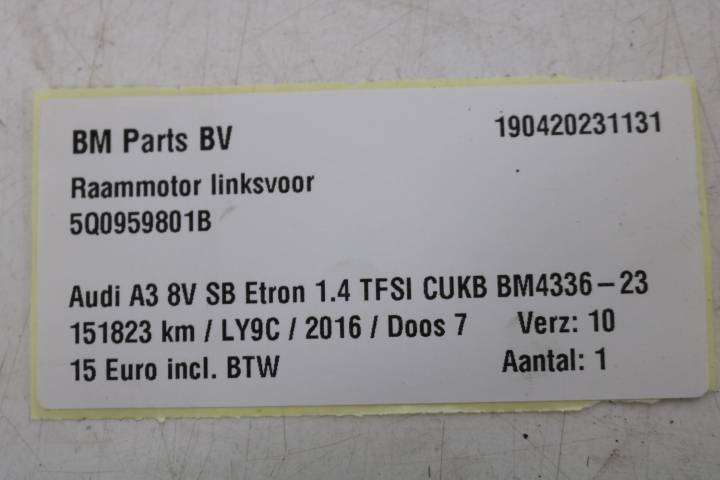 BM Parts BV 190420231131
Raammotor linksvoor
5Q0959801B
Audi A3 8V SB Etron 1.4 TFSI CUKB BM4336-23
151823 km / LY9C / 2016 / Doos 7 Verz: 10
15 Euro incl. BTW Aantal: 1